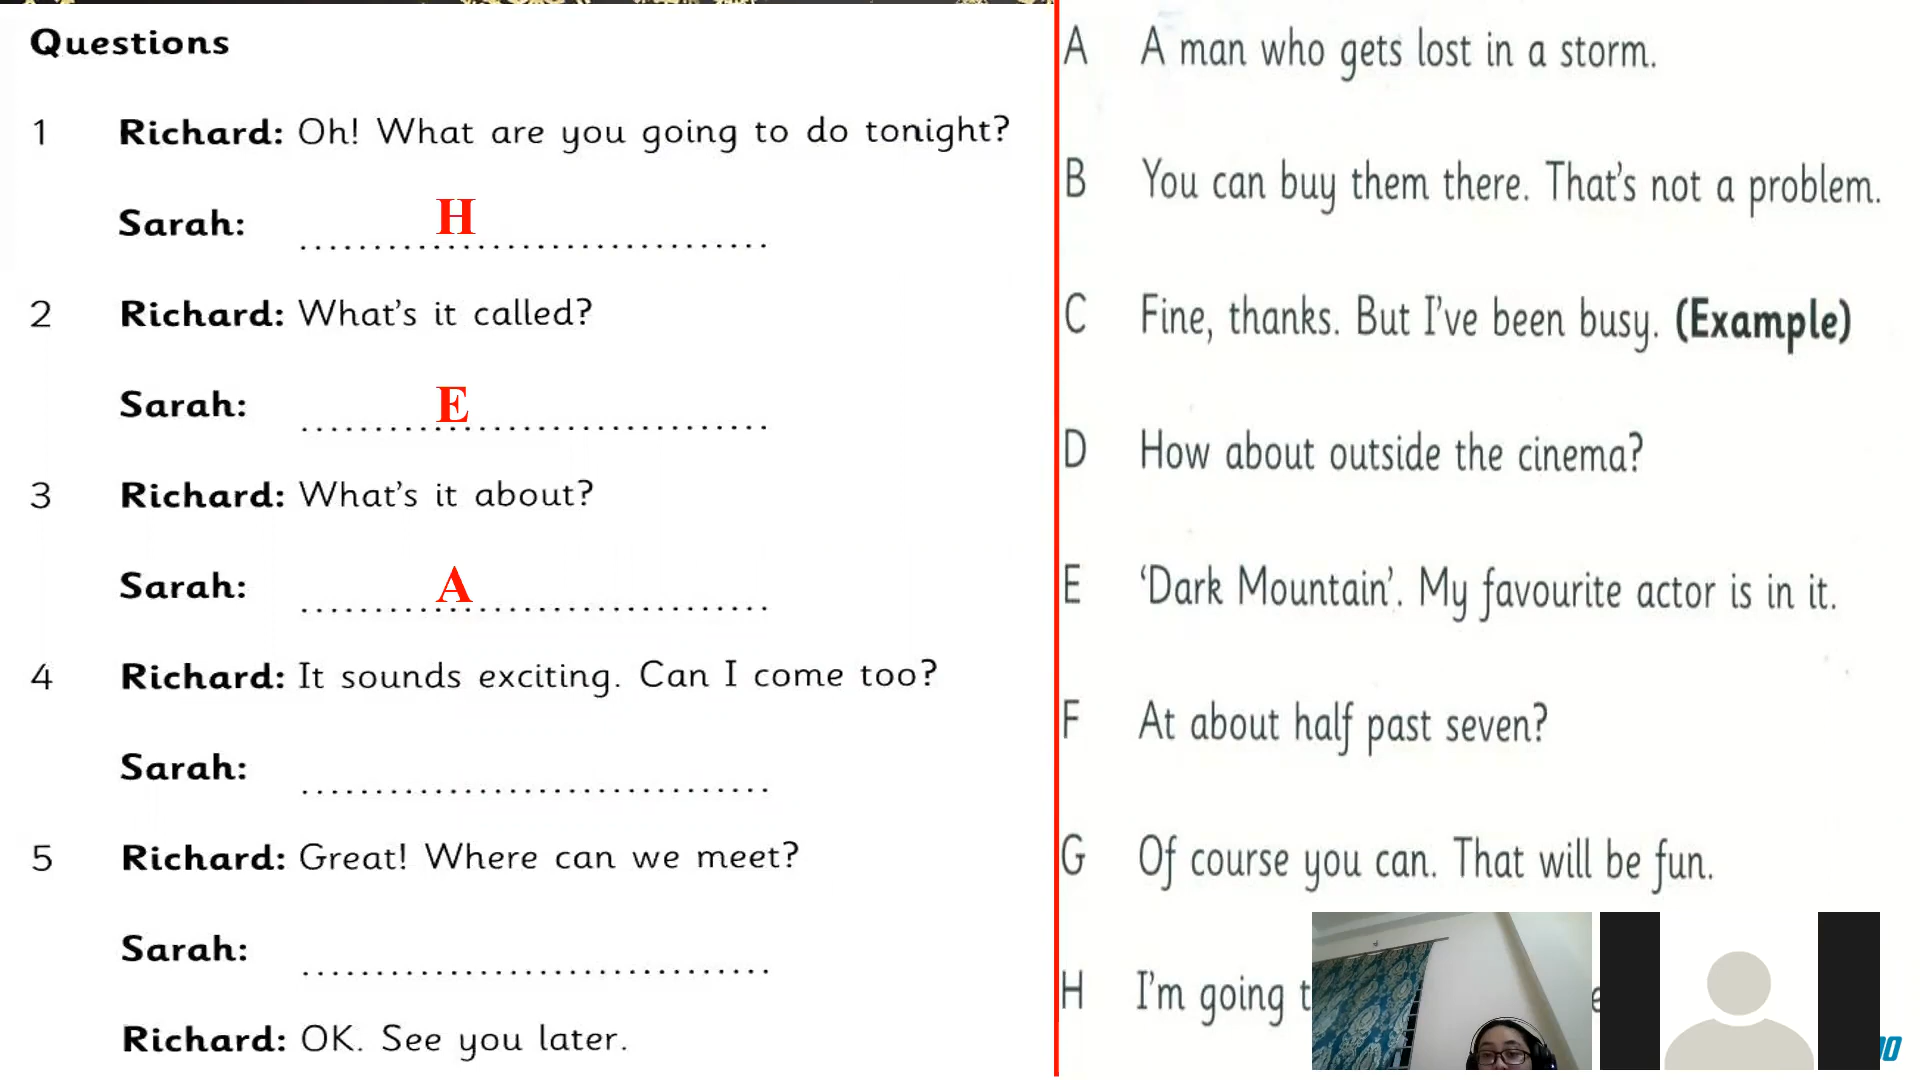 Questions
1 Richard: Oh! What are you going to do tonight?
Sarah: H
2 Richard: What's it called?
Sarah: E
3 Richard: What's it about?
Sarah: A
4 Richard: It sounds exciting. Can I come too?
Sarah:
5 Richard: Great! Where can we meet?
Sarah:
Richard: OK. See you later.
A A man who gets lost in a storm.
B You can buy them there. That's not a problem.
C Fine, thanks. But I've been busy. (Example)
D How about outside the cinema?
E 'Dark Mountain'. My favourite actor is in it.
F At about half past seven?
G Of course you can. That will be fun.
H I'm going